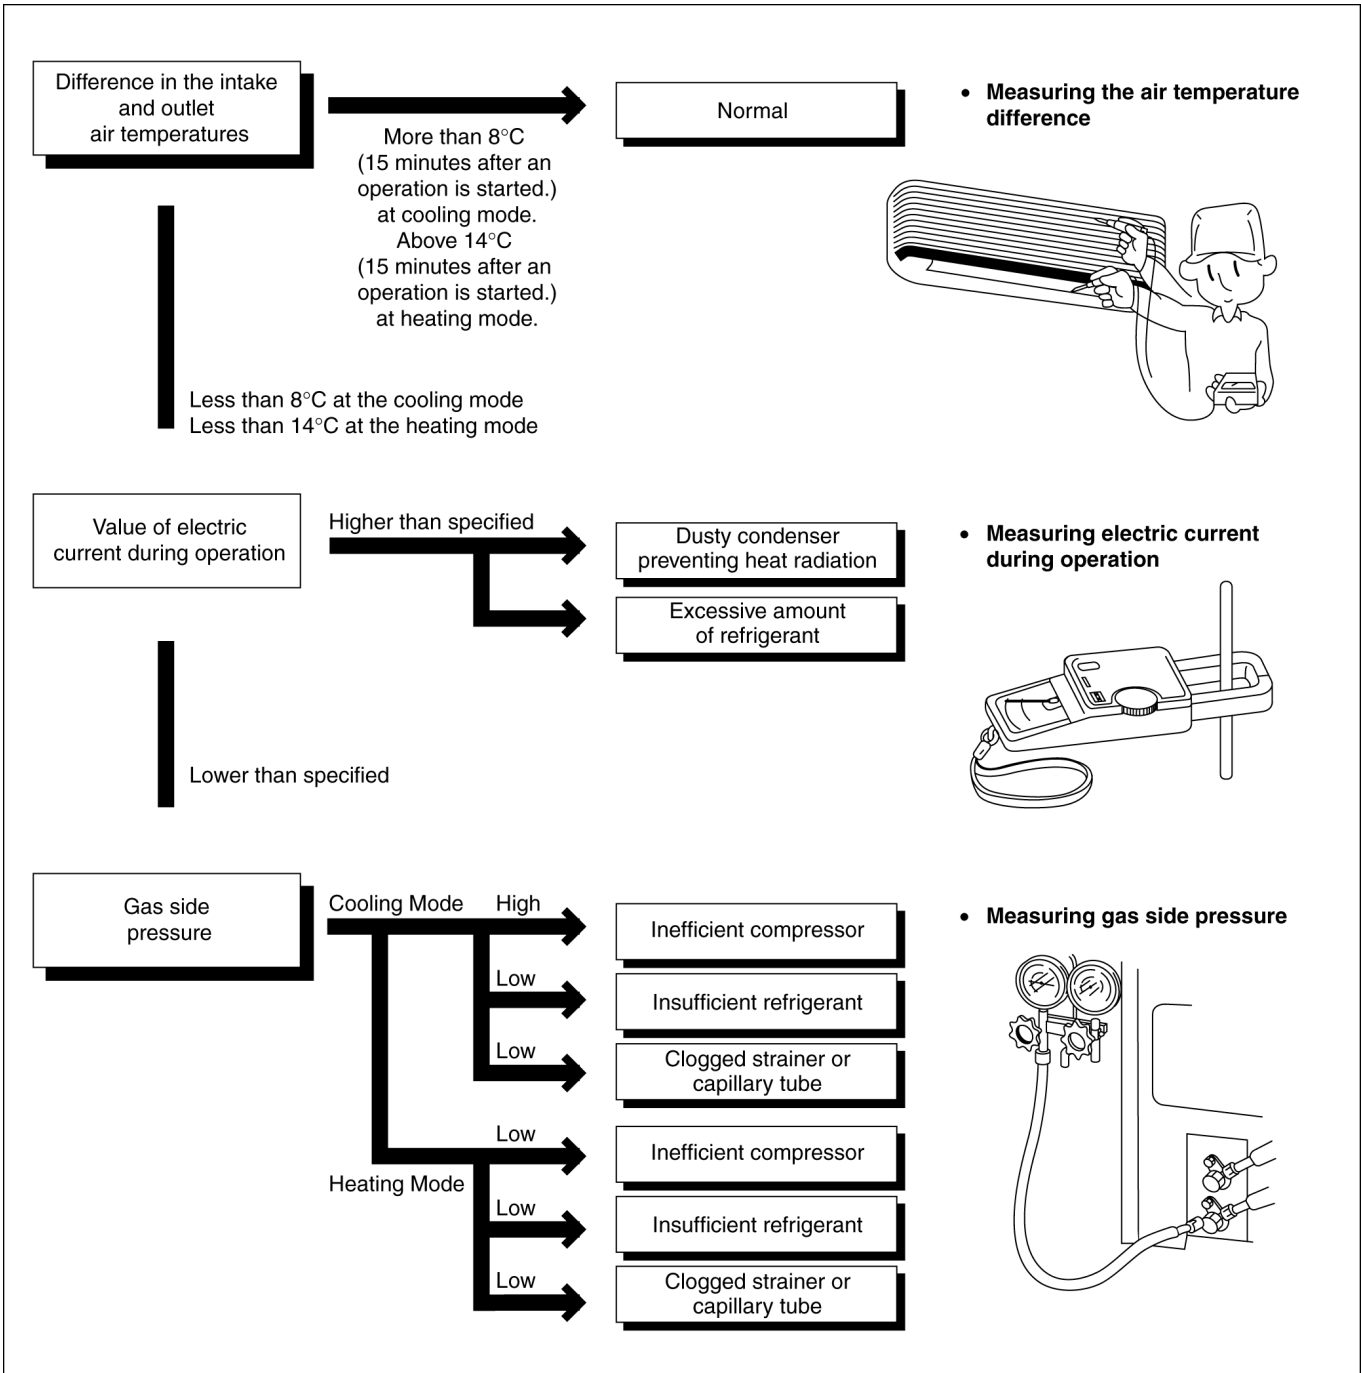 Difference in the intake
and outlet
air temperatures
More than 8°C
(15 minutes after an
operation is started.)
at cooling mode.
Above 14°C
(15 minutes after an
operation is started.)
at heating mode.
Normal
• Measuring the air temperature
difference
Less than 8°C at the cooling mode
Less than 14°C at the heating mode
Value of electric
current during operation
Higher than specified
Dusty condenser
preventing heat radiation
Excessive amount
of refrigerant
• Measuring electric current
during operation
Lower than specified
Gas side
pressure
Cooling Mode
High
Inefficient compressor
Low
Insufficient refrigerant
Low
Clogged strainer or
capillary tube
Heating Mode
Low
Inefficient compressor
Low
Insufficient refrigerant
Low
Clogged strainer or
capillary tube
• Measuring gas side pressure